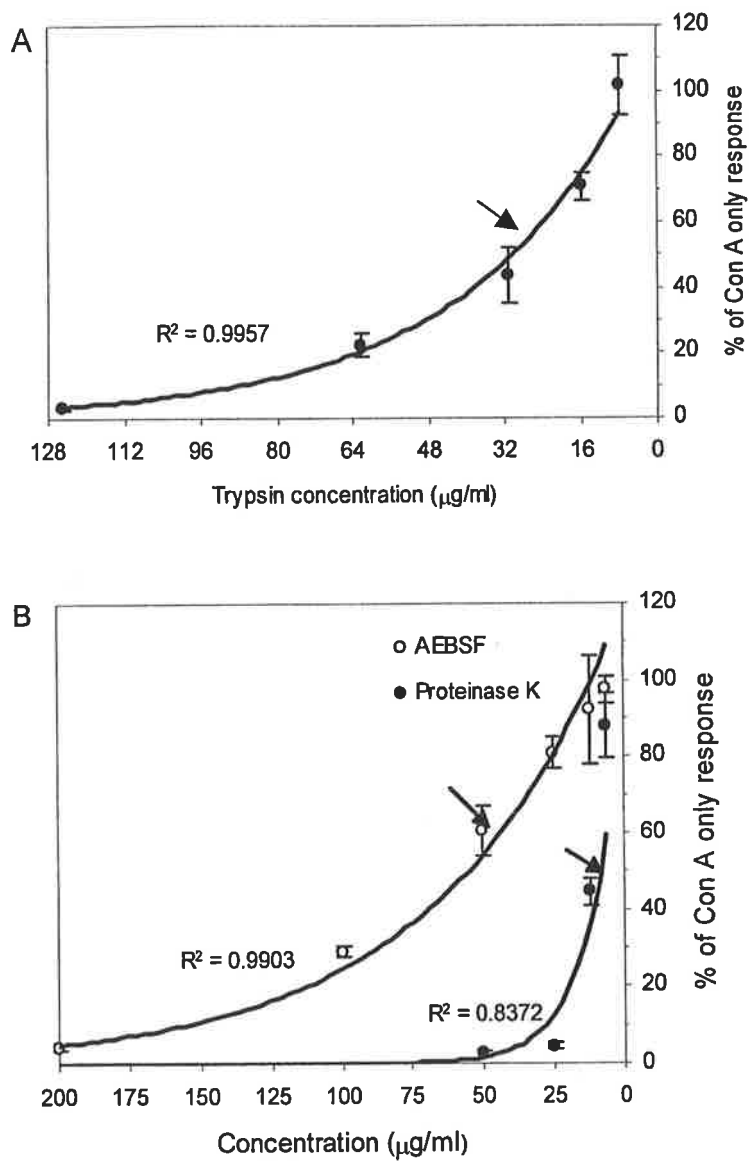 A
120
100
80
60
40
20
0
% of Con A only response
R² = 0.9957
128 112 96 80 64 48 32 16 0
Trypsin concentration (μg/ml)
B
AEBSF
Proteinase K
120
100
80
60
40
20
0
% of Con A only response
R² = 0.9903
R² = 0.8372
200 175 150 125 100 75 50 25 0
Concentration (μg/ml)